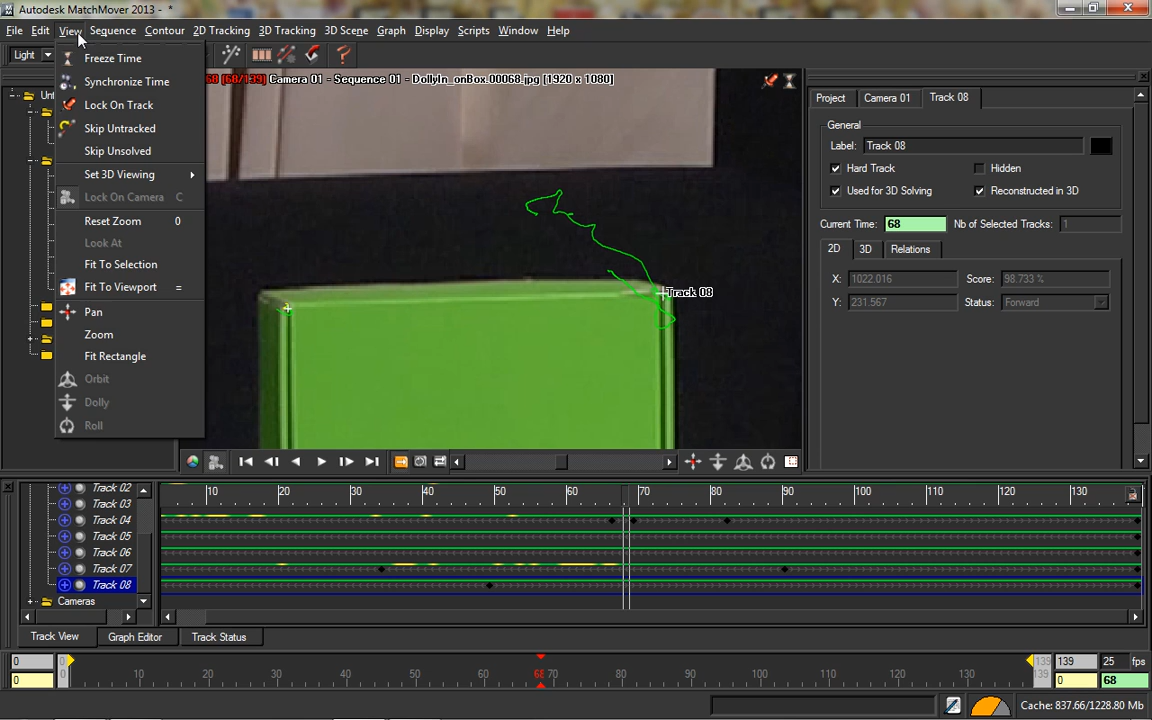 Autodesk MatchMover 2013 - *
File Edit View Sequence Contour 2D Tracking 3D Tracking 3D Scene Graph Display Scripts Window Help
Light
Freeze Time
Synchronize Time
Lock On Track
Skip Untracked
Skip Unsolved
Set 3D Viewing
Lock On Camera C
Reset Zoom 0
Look At
Fit To Selection
Fit To Viewport =
Pan
Zoom
Fit Rectangle
Orbit
Dolly
Roll
68 (68/139) Camera 01 - Sequence 01 - DollyIn_onBox.00068.jpg [1920 x 1080]
Track 08
Project Camera 01 Track 08
General
Label: Track 08
Hard Track Hidden
Used for 3D Solving Reconstructed in 3D
Current Time: 68 Nb of Selected Tracks: 1
2D 3D Relations
X: 1022.016 Score: 98.733 %
Y: 231.567 Status: Forward
10 20 30 40 50 60 70 80 90 100 110 120 130
Track 02
Track 03
Track 04
Track 05
Track 06
Track 07
Track 08
Cameras
Track View Graph Editor Track Status
0 0 139 139 25 fps
0 0 10 20 30 40 50 68 70 80 90 100 110 120 130 139 0 68
Cache: 837.66/1228.80 Mb